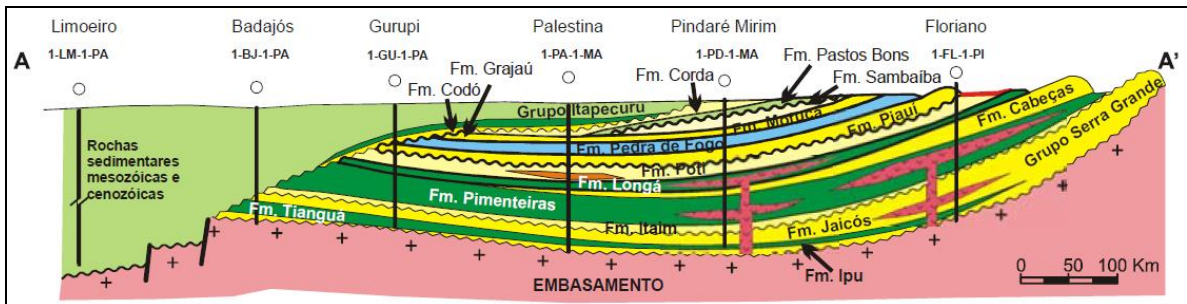 Limoeiro
Badajós
Gurupi
Palestina
Pindaré Mirim
Floriano
A
1-LM-1-PA
1-BJ-1-PA
1-GU-1-PA
1-PA-1-MA
1-PD-1-MA
1-FL-1-PI
A'
Fm. Pastos Bons
Fm. Grajaú
Fm. Corda
Fm. Sambaíba
Fm. Codó
Grupo Itapecuru
Fm. Motuca
Fm. Piauí
Fm. Cabeças
Grupo Serra Grande
Rochas
sedimentares
mesozóicas e
cenozóicas
Fm. Pedra de Fogo
Fm. Poti
Fm. Longá
Fm. Pimenteiras
Fm. Tianguá
Fm. Itaim
Fm. Jaicós
Fm. Ipu
EMBASAMENTO
0 50 100 Km